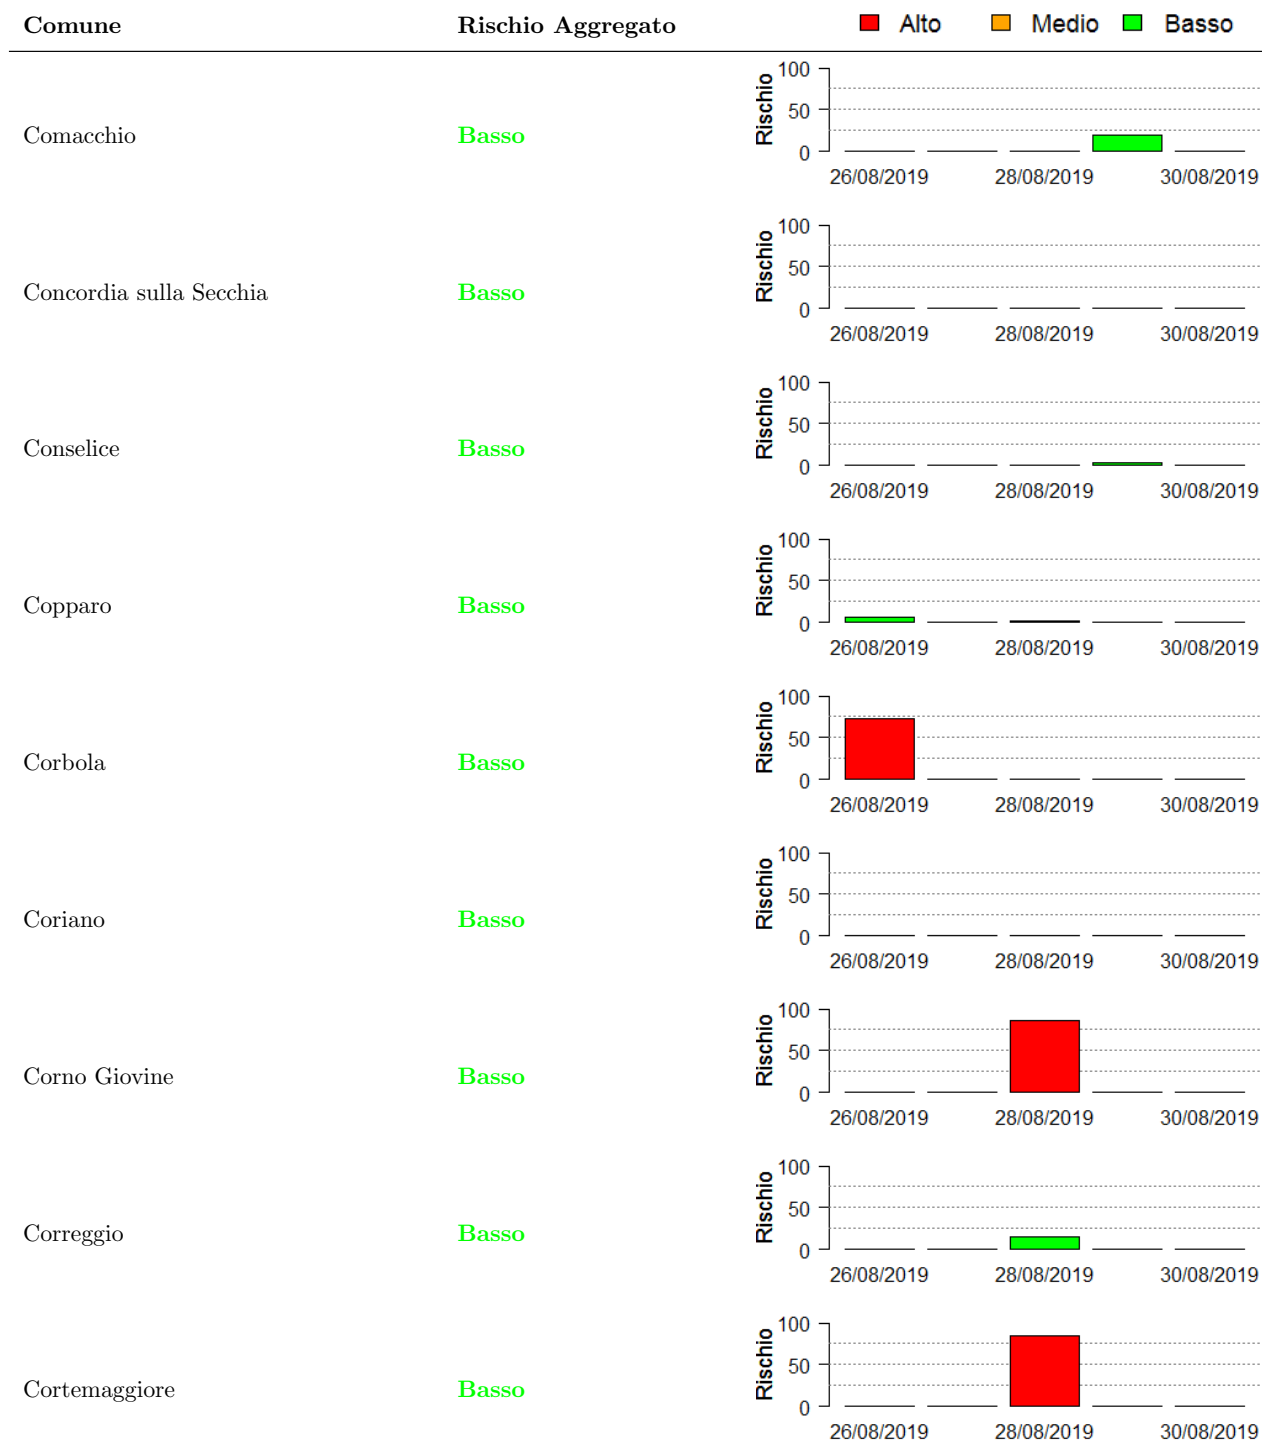 Comune Rischio Aggregato Alto Medio Basso
Comacchio Basso
Rischio
100
50
0
26/08/2019 28/08/2019 30/08/2019
Concordia sulla Secchia Basso
Rischio
100
50
0
26/08/2019 28/08/2019 30/08/2019
Conselice Basso
Rischio
100
50
0
26/08/2019 28/08/2019 30/08/2019
Copparo Basso
Rischio
100
50
0
26/08/2019 28/08/2019 30/08/2019
Corbola Basso
Rischio
100
50
0
26/08/2019 28/08/2019 30/08/2019
Coriano Basso
Rischio
100
50
0
26/08/2019 28/08/2019 30/08/2019
Corno Giovine Basso
Rischio
100
50
0
26/08/2019 28/08/2019 30/08/2019
Correggio Basso
Rischio
100
50
0
26/08/2019 28/08/2019 30/08/2019
Cortemaggiore Basso
Rischio
100
50
0
26/08/2019 28/08/2019 30/08/2019